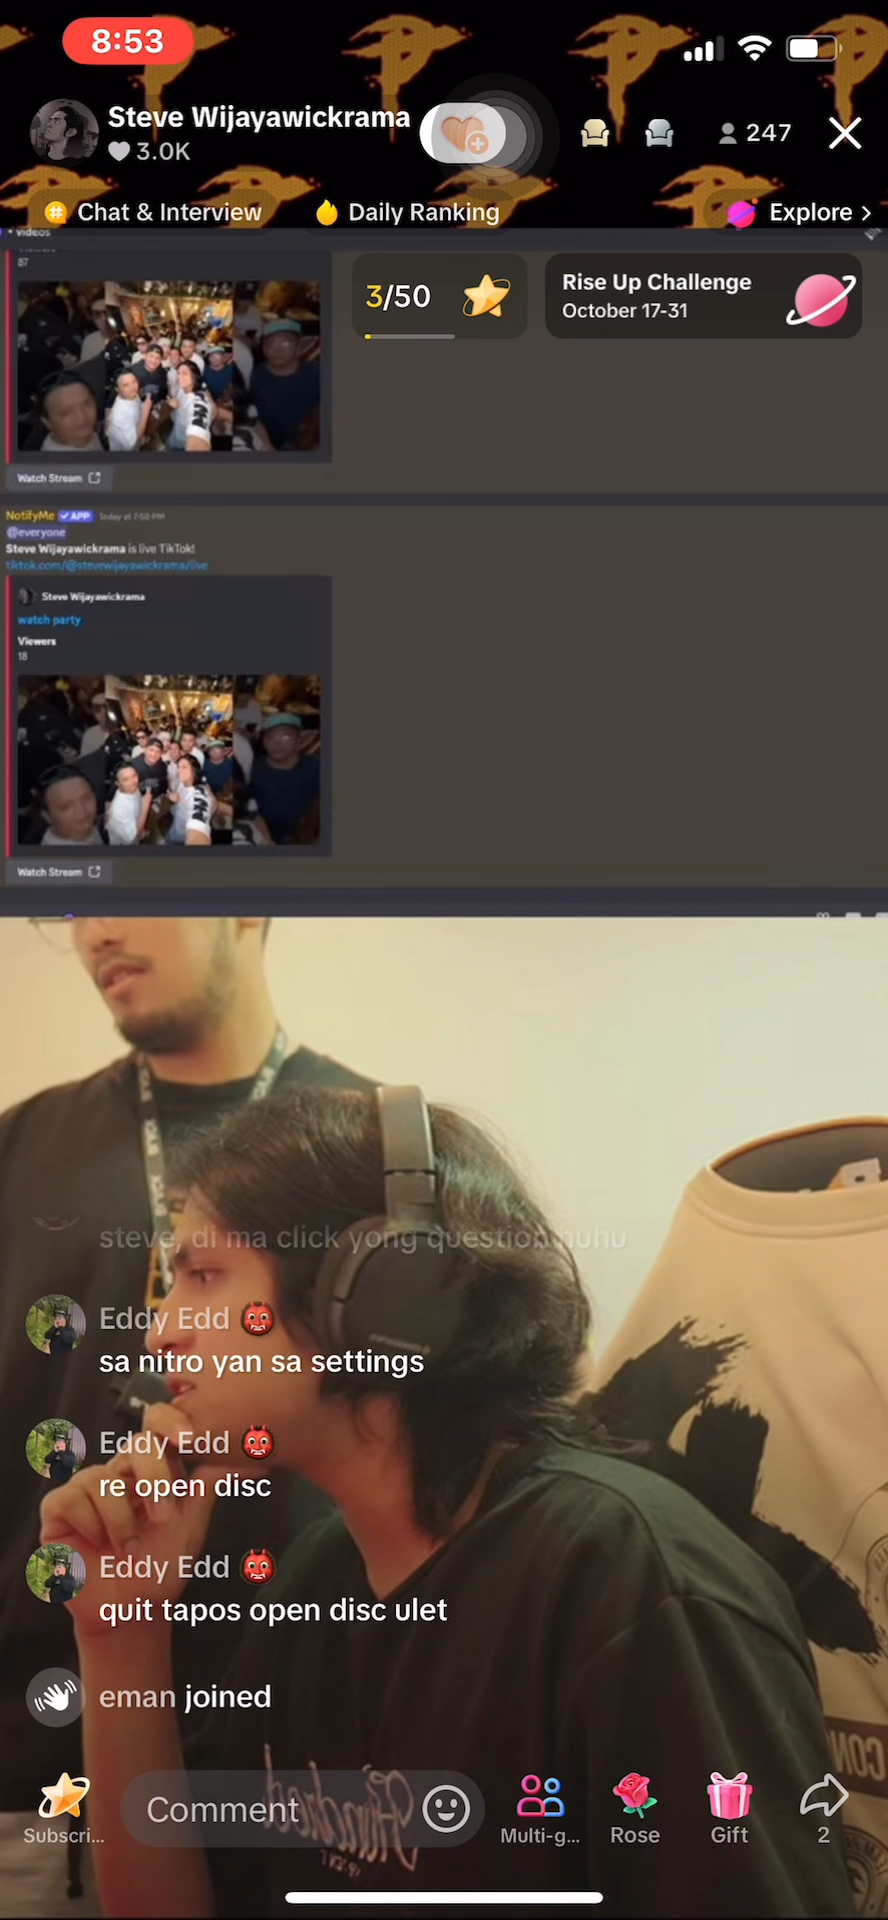 8:53
Steve Wijayawickrama
3.0K
247
Chat & Interview
Daily Ranking
Explore >
videos
87
3/50
Rise Up Challenge
October 17-31
Watch Stream
NotifyMe ✓ APP Today at 7:58 PM
@everyone
Steve Wijayawickrama is live TikTok!
tiktok.com/@stevewijayawickrama/live
Steve Wijayawickrama
watch party
Viewers
18
Watch Stream
steve, di ma click yong question huhu
Eddy Edd 👹
sa nitro yan sa settings
Eddy Edd 👹
re open disc
Eddy Edd 👹
quit tapos open disc ulet
eman joined
Comment
Subscri...
Multi-g...
Rose
Gift
2